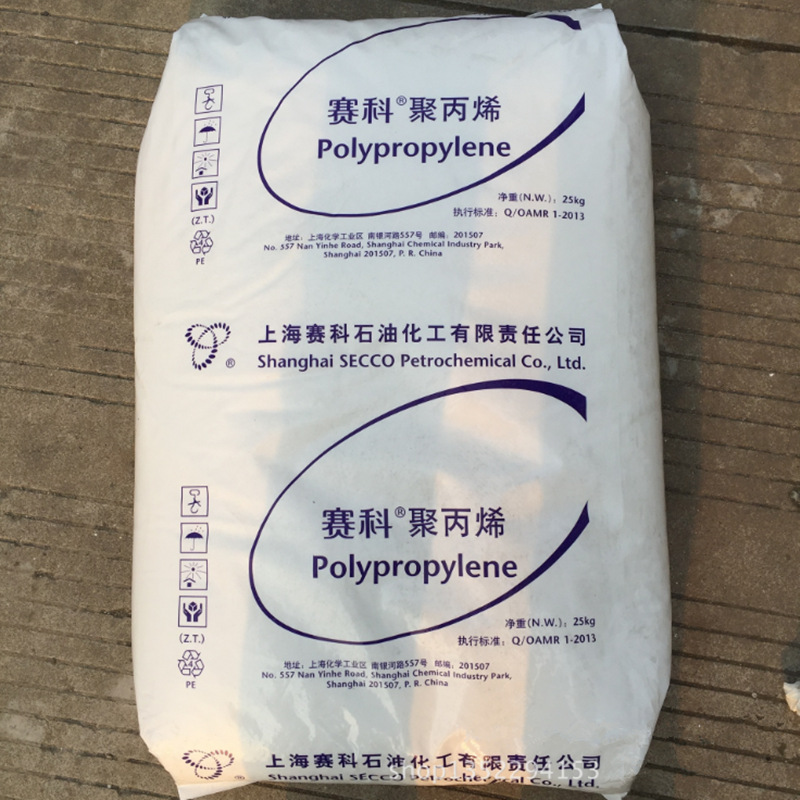 赛科®聚丙烯
Polypropylene
净重(N.W.)：25kg
执行标准：Q/OAMR 1-2013
(Z.T.)
4
PE
地址：上海化学工业区 南银河路557号 邮编：201507
No. 557 Nan Yinhe Road, Shanghai Chemical Industry Park,
Shanghai 201507, P. R. China
®
上海赛科石油化工有限责任公司
Shanghai SECCO Petrochemical Co., Ltd.
赛科®聚丙烯
Polypropylene
净重(N.W.)：25kg
执行标准：Q/OAMR 1-2013
(Z.T.)
4
PE
地址：上海化学工业区 南银河路557号 邮编：201507
No. 557 Nan Yinhe Road, Shanghai Chemical Industry Park,
Shanghai 201507, P. R. China
®
上海赛科石油化工有限责任公司
Shanghai SECCO Petrochemical Co., Ltd.